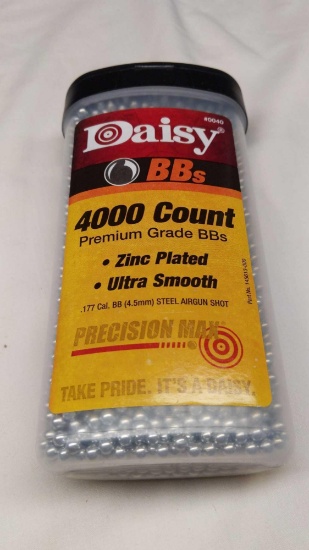 #0040
Daisy®
BBs
4000 Count
Premium Grade BBs
• Zinc Plated
• Ultra Smooth
.177 Cal. BB (4.5mm) STEEL AIRGUN SHOT
PRECISION MAX
TAKE PRIDE. IT'S A DAISY.